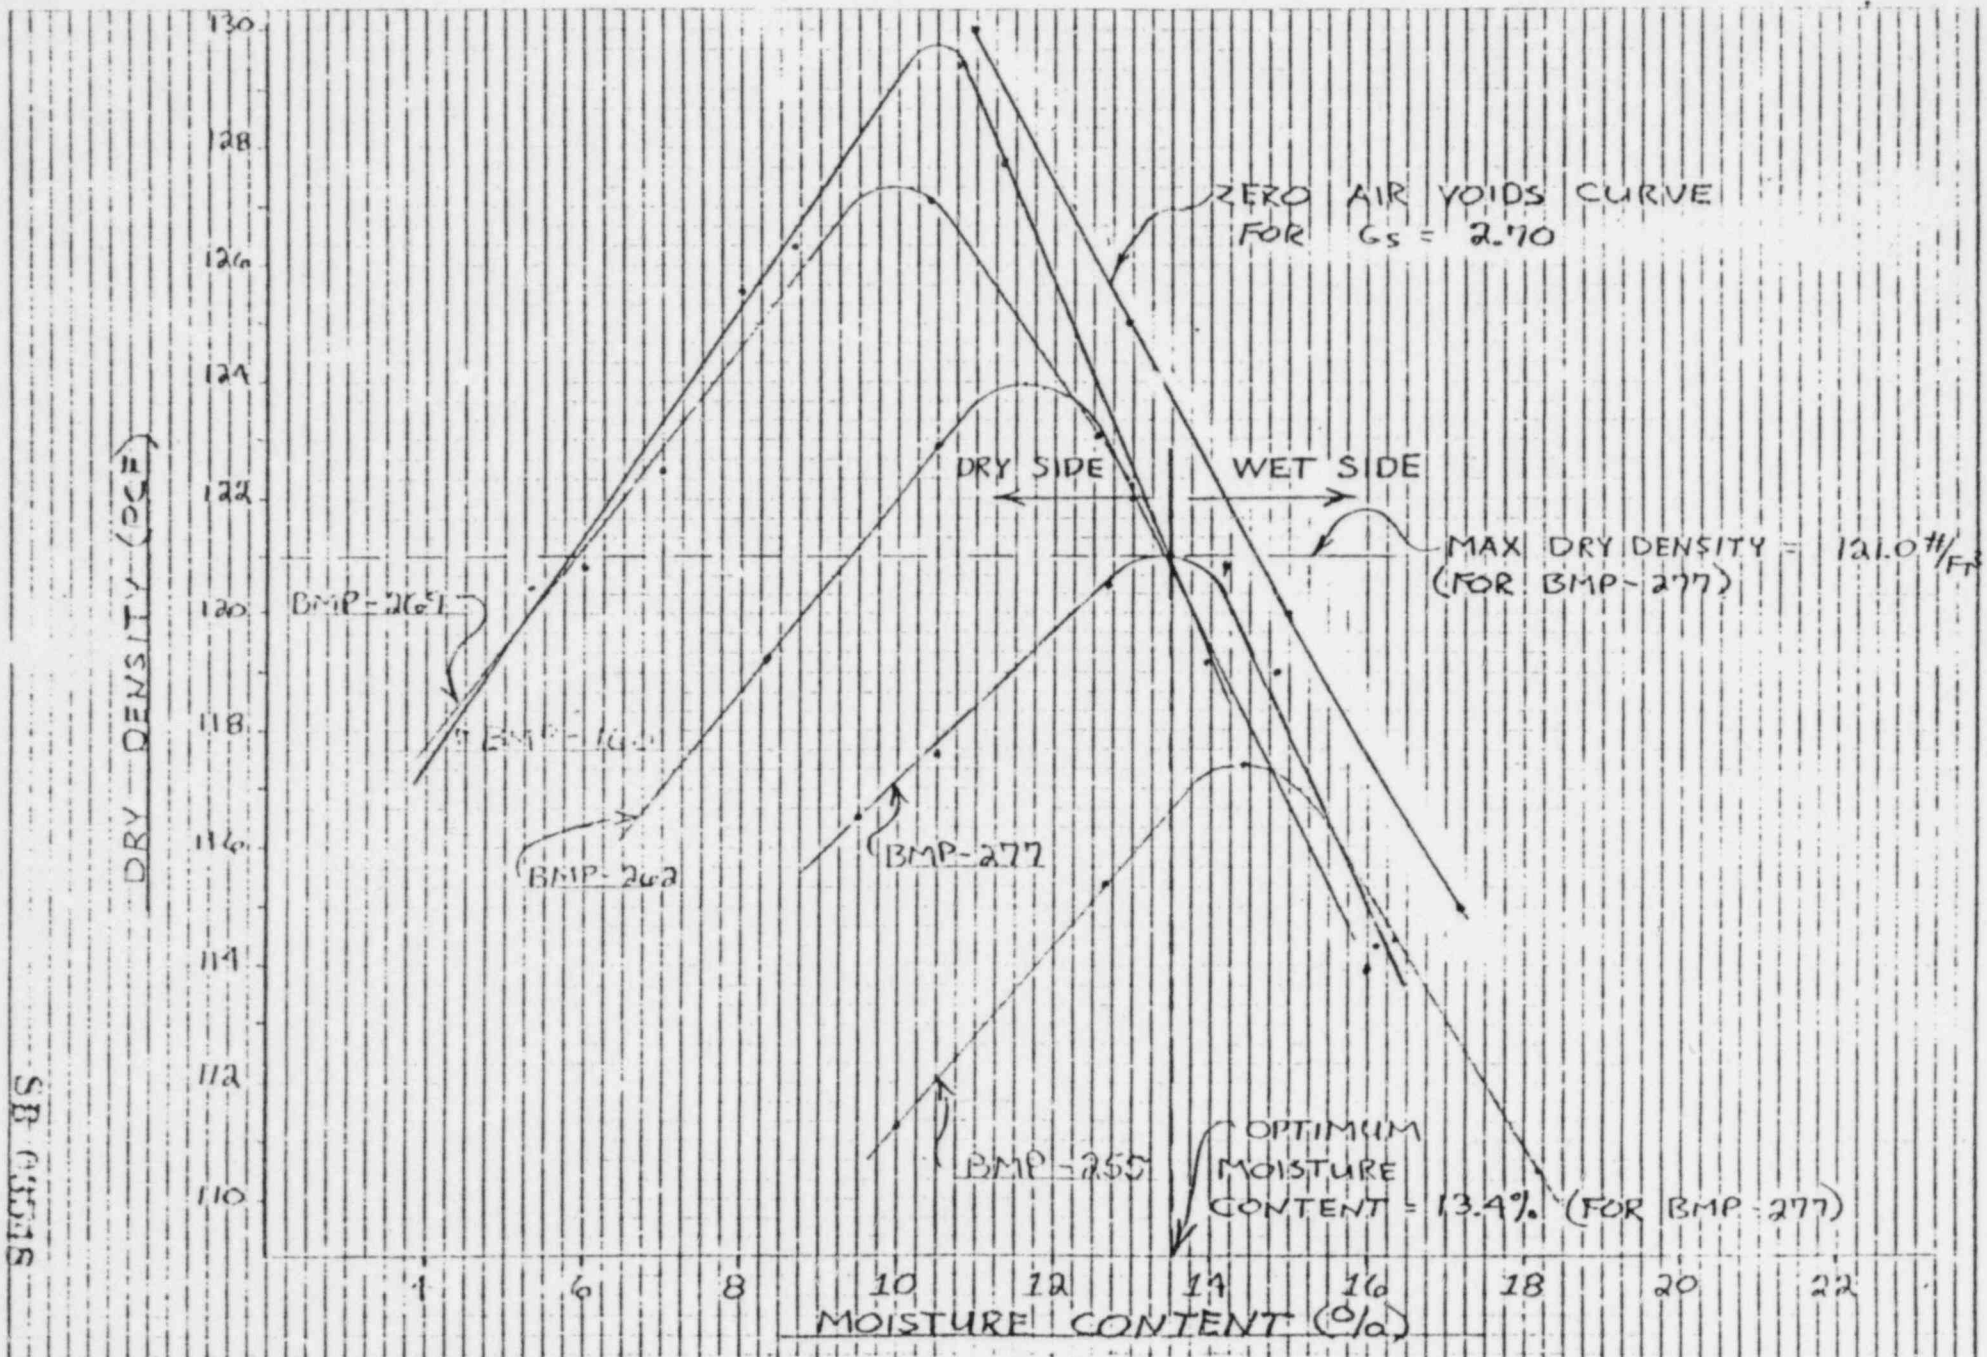 130
128
126
124
122
120
118
116
114
112
110
DRY DENSITY (PCF)
ZERO AIR VOIDS CURVE
FOR Gs = 2.70
DRY SIDE
WET SIDE
MAX DRY DENSITY = 121.0 #/FT³
(FOR BMP-277)
BMP-262
BMP-277
BMP-255
OPTIMUM
MOISTURE
CONTENT = 13.4% (FOR BMP-277)
4 6 8 10 12 14 16 18 20 22
MOISTURE CONTENT (%)